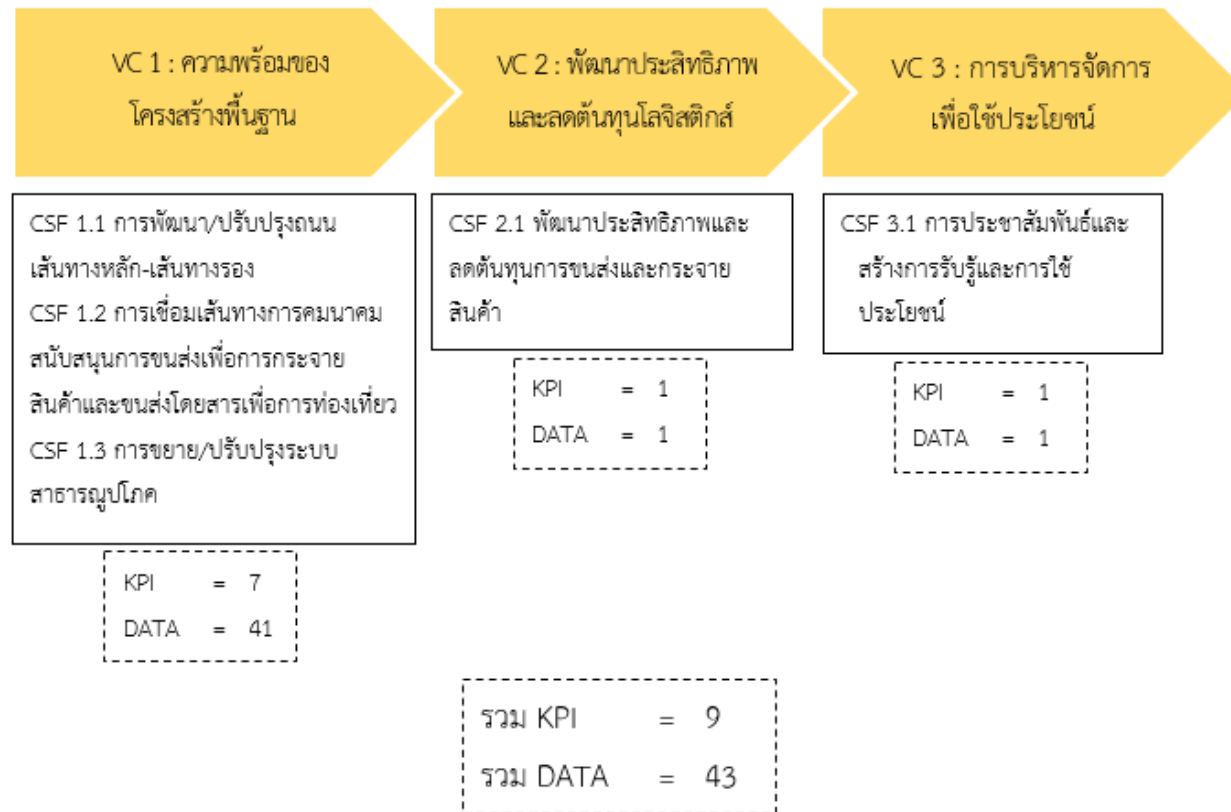 VC 1 : ความพร้อมของ
โครงสร้างพื้นฐาน
VC 2 : พัฒนาประสิทธิภาพ
และลดต้นทุนโลจิสติกส์
VC 3 : การบริหารจัดการ
เพื่อใช้ประโยชน์
CSF 1.1 การพัฒนา/ปรับปรุงถนน
เส้นทางหลัก-เส้นทางรอง
CSF 1.2 การเชื่อมเส้นทางการคมนาคม
สนับสนุนการขนส่งเพื่อการกระจาย
สินค้าและขนส่งโดยสารเพื่อการท่องเที่ยว
CSF 1.3 การขยาย/ปรับปรุงระบบ
สาธารณูปโภค
KPI = 7
DATA = 41
CSF 2.1 พัฒนาประสิทธิภาพและ
ลดต้นทุนการขนส่งและกระจาย
สินค้า
KPI = 1
DATA = 1
CSF 3.1 การประชาสัมพันธ์และ
สร้างการรับรู้และการใช้
ประโยชน์
KPI = 1
DATA = 1
รวม KPI = 9
รวม DATA = 43